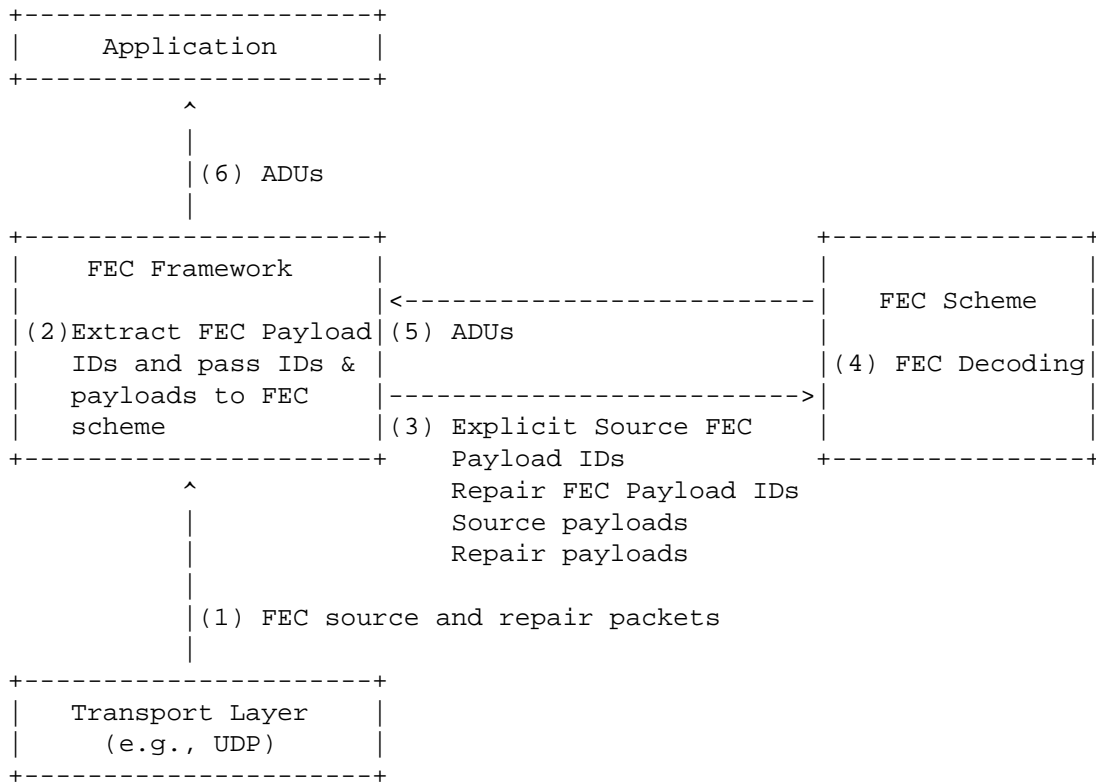 Application
(6) ADUs
FEC Framework
FEC Scheme
(2)Extract FEC Payload
IDs and pass IDs &
payloads to FEC
scheme
(5) ADUs
(4) FEC Decoding
(3) Explicit Source FEC
Payload IDs
Repair FEC Payload IDs
Source payloads
Repair payloads
(1) FEC source and repair packets
Transport Layer
(e.g., UDP)